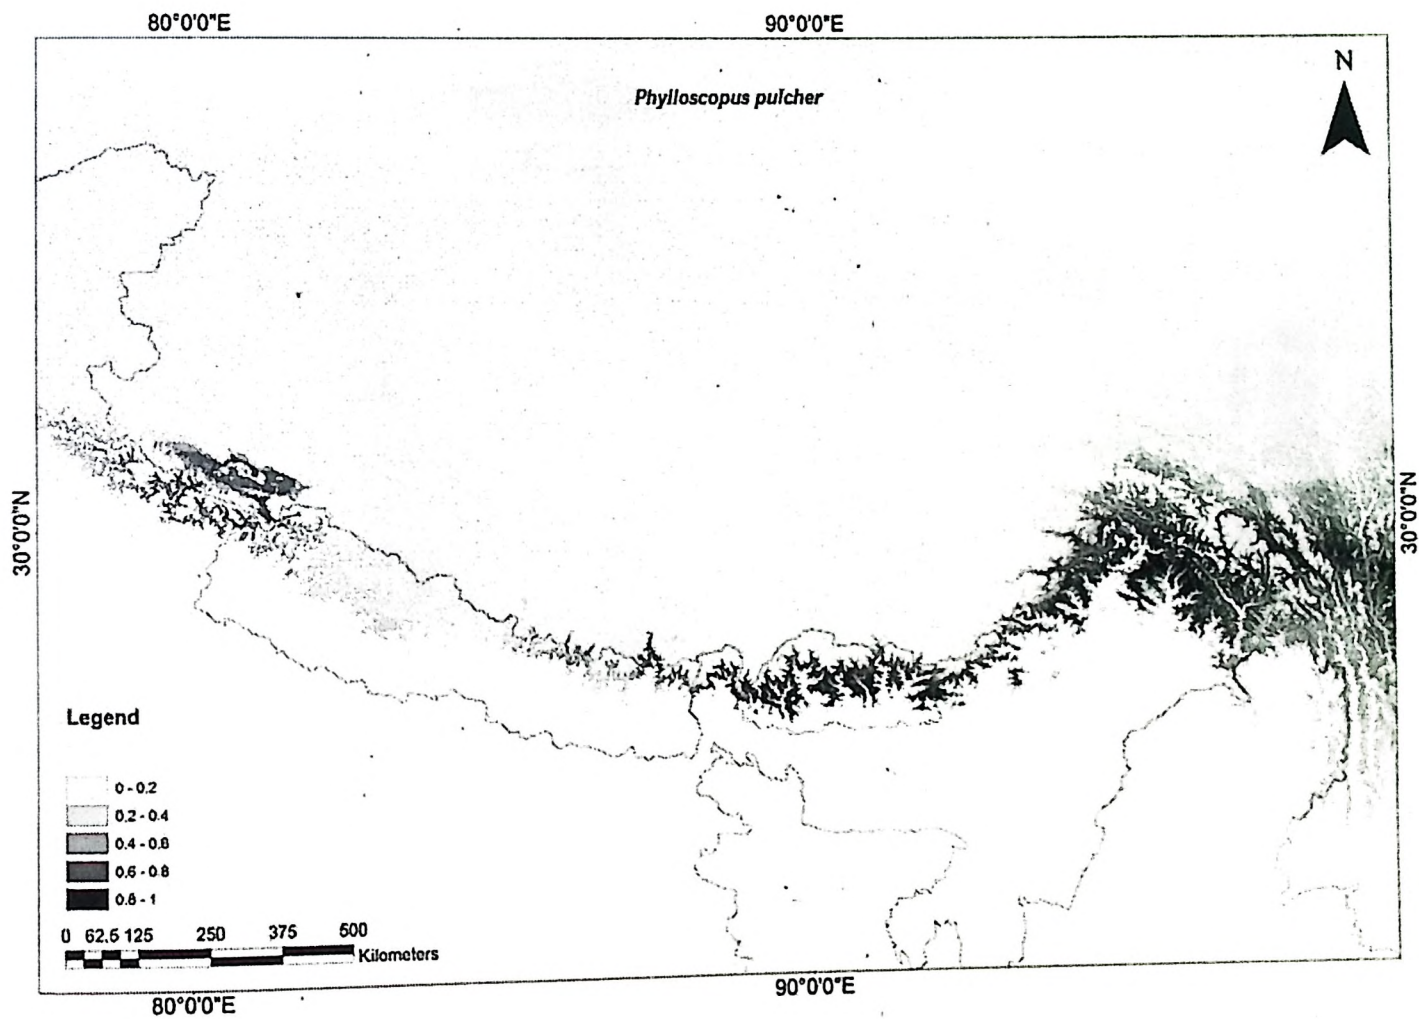 80°0'0"E 90°0'0"E
N
Phylloscopus pulcher
30°0'0"N 30°0'0"N
Legend
0 - 0.2
0.2 - 0.4
0.4 - 0.6
0.6 - 0.8
0.8 - 1
0 62.5 125 250 375 500
Kilometers
80°0'0"E 90°0'0"E